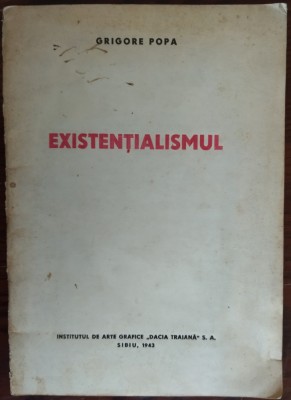 GRIGORE POPA
EXISTENȚIALISMUL
INSTITUTUL DE ARTE GRAFICE „DACIA TRAIANĂ" S. A.
SIBIU, 1943